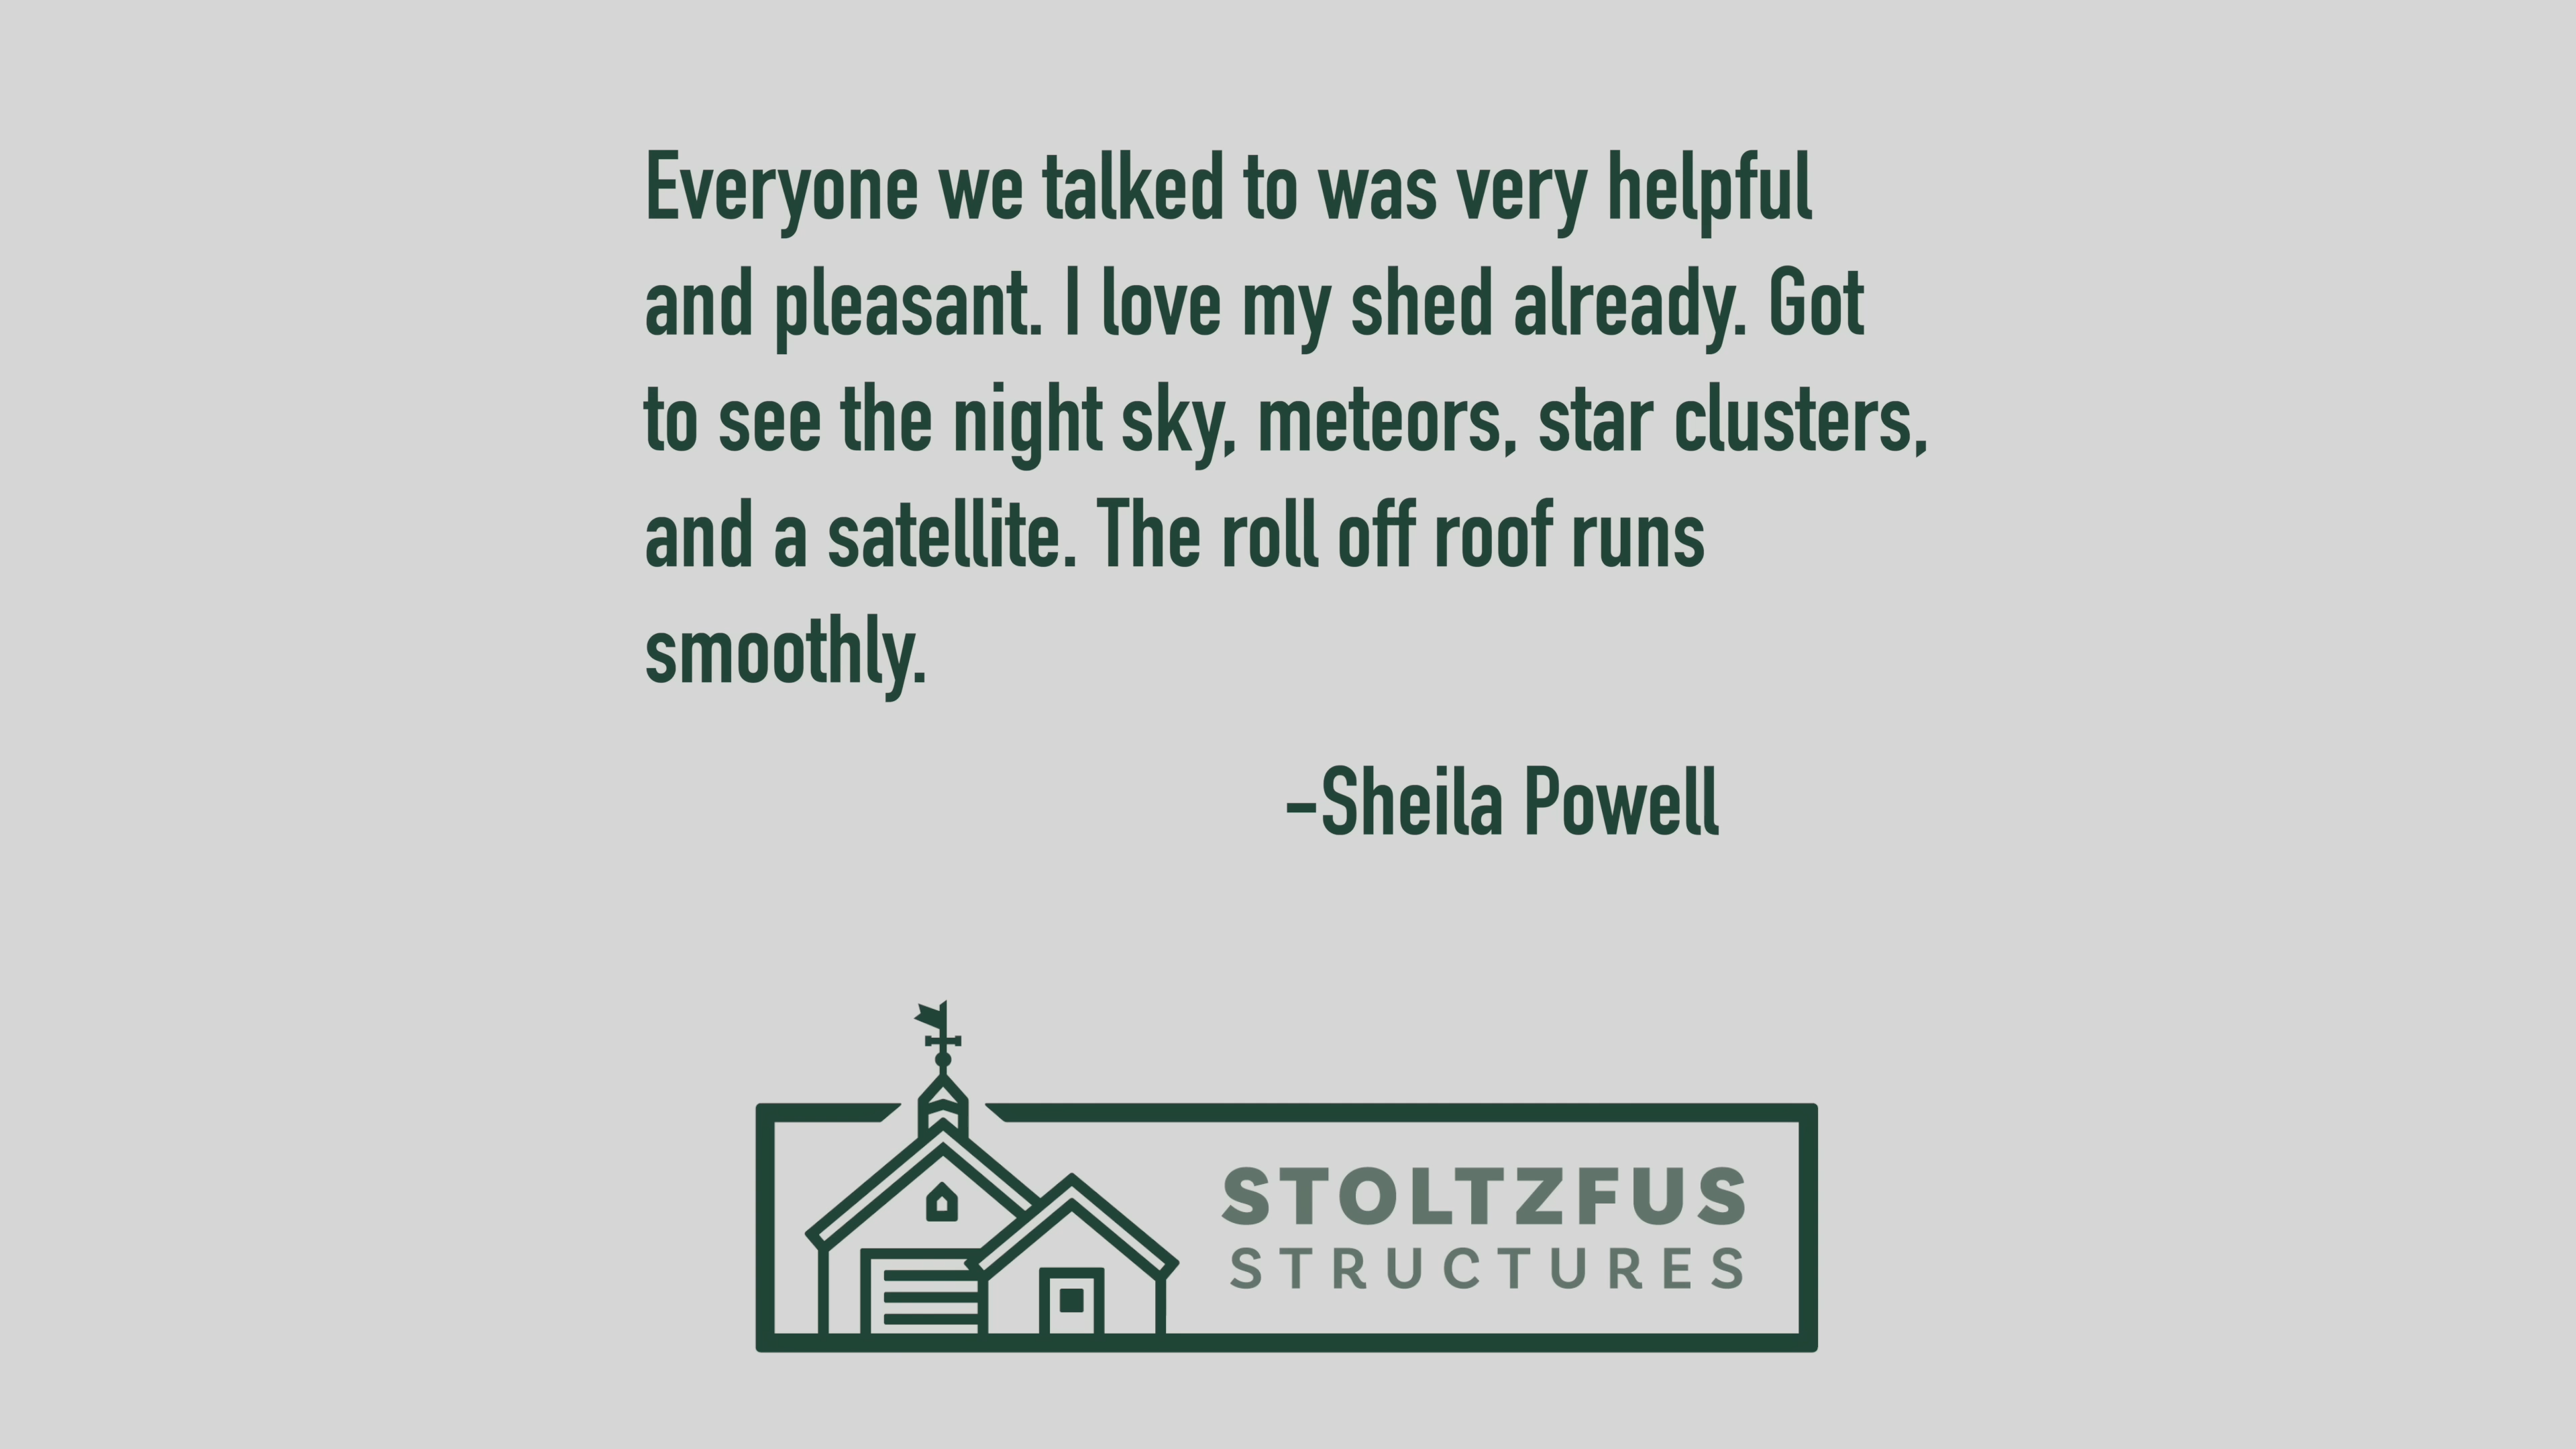 Everyone we talked to was very helpful
and pleasant. I love my shed already. Got
to see the night sky, meteors, star clusters,
and a satellite. The roll off roof runs
smoothly.
-Sheila Powell
STOLTZFUS
STRUCTURES